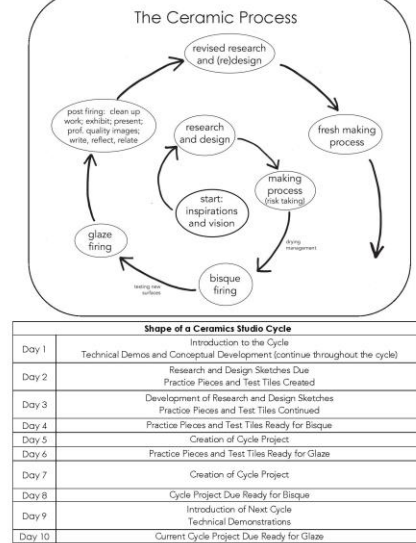 The Ceramic Process
revised research
and (re)design
post firing: clean up
work; exhibit; present;
prof. quality images;
write, reflect, relate
research
and design
fresh making
process
making
process
(risk taking)
start:
inspirations
and vision
glaze
firing
drying
management
bisque
firing
testing new
surfaces
Shape of a Ceramics Studio Cycle
Day 1
Introduction to the Cycle
Technical Demos and Conceptual Development (continue throughout the cycle)
Day 2
Research and Design Sketches Due
Practice Pieces and Test Tiles Created
Day 3
Development of Research and Design Sketches
Practice Pieces and Test Tiles Continued
Day 4
Practice Pieces and Test Tiles Ready for Bisque
Day 5
Creation of Cycle Project
Day 6
Practice Pieces and Test Tiles Ready for Glaze
Day 7
Creation of Cycle Project
Day 8
Cycle Project Due Ready for Bisque
Day 9
Introduction of Next Cycle
Technical Demonstrations
Day 10
Current Cycle Project Due Ready for Glaze